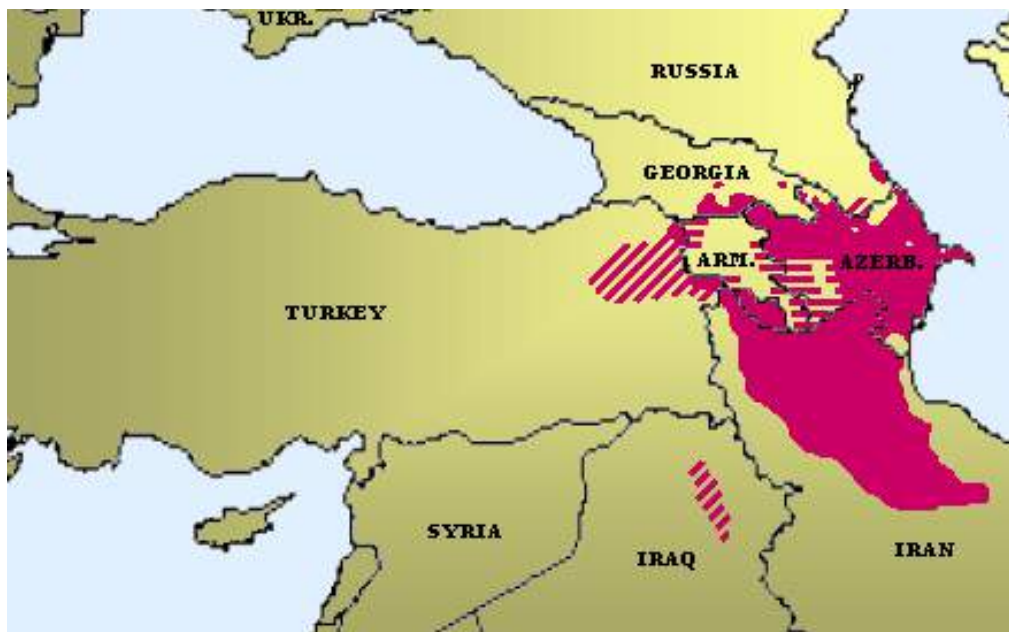 UKR.
RUSSIA
GEORGIA
ARM.
AZERB.
TURKEY
SYRIA
IRAQ
IRAN